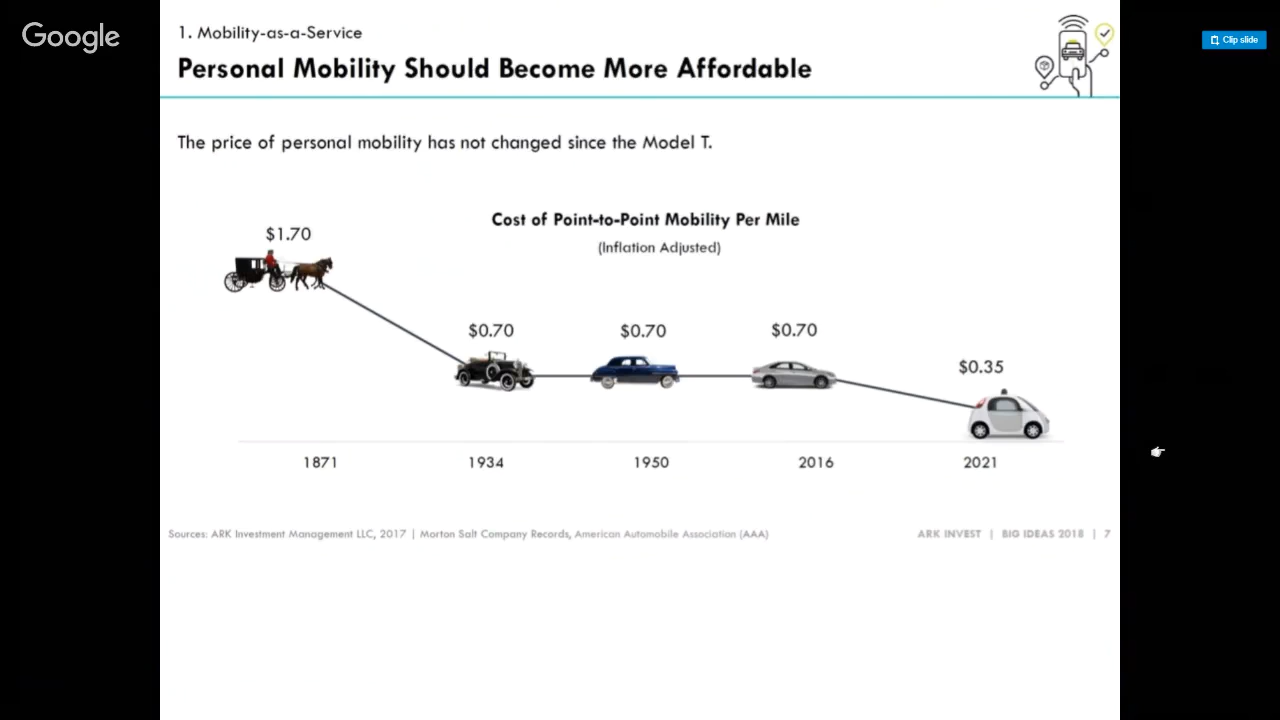 Google
Clip slide
1. Mobility-as-a-Service
Personal Mobility Should Become More Affordable
The price of personal mobility has not changed since the Model T.
Cost of Point-to-Point Mobility Per Mile
(Inflation Adjusted)
$1.70
$0.70
$0.70
$0.70
$0.35
1871
1934
1950
2016
2021
Sources: ARK Investment Management LLC, 2017 | Morton Salt Company Records, American Automobile Association (AAA)
ARK INVEST | BIG IDEAS 2018 | 7